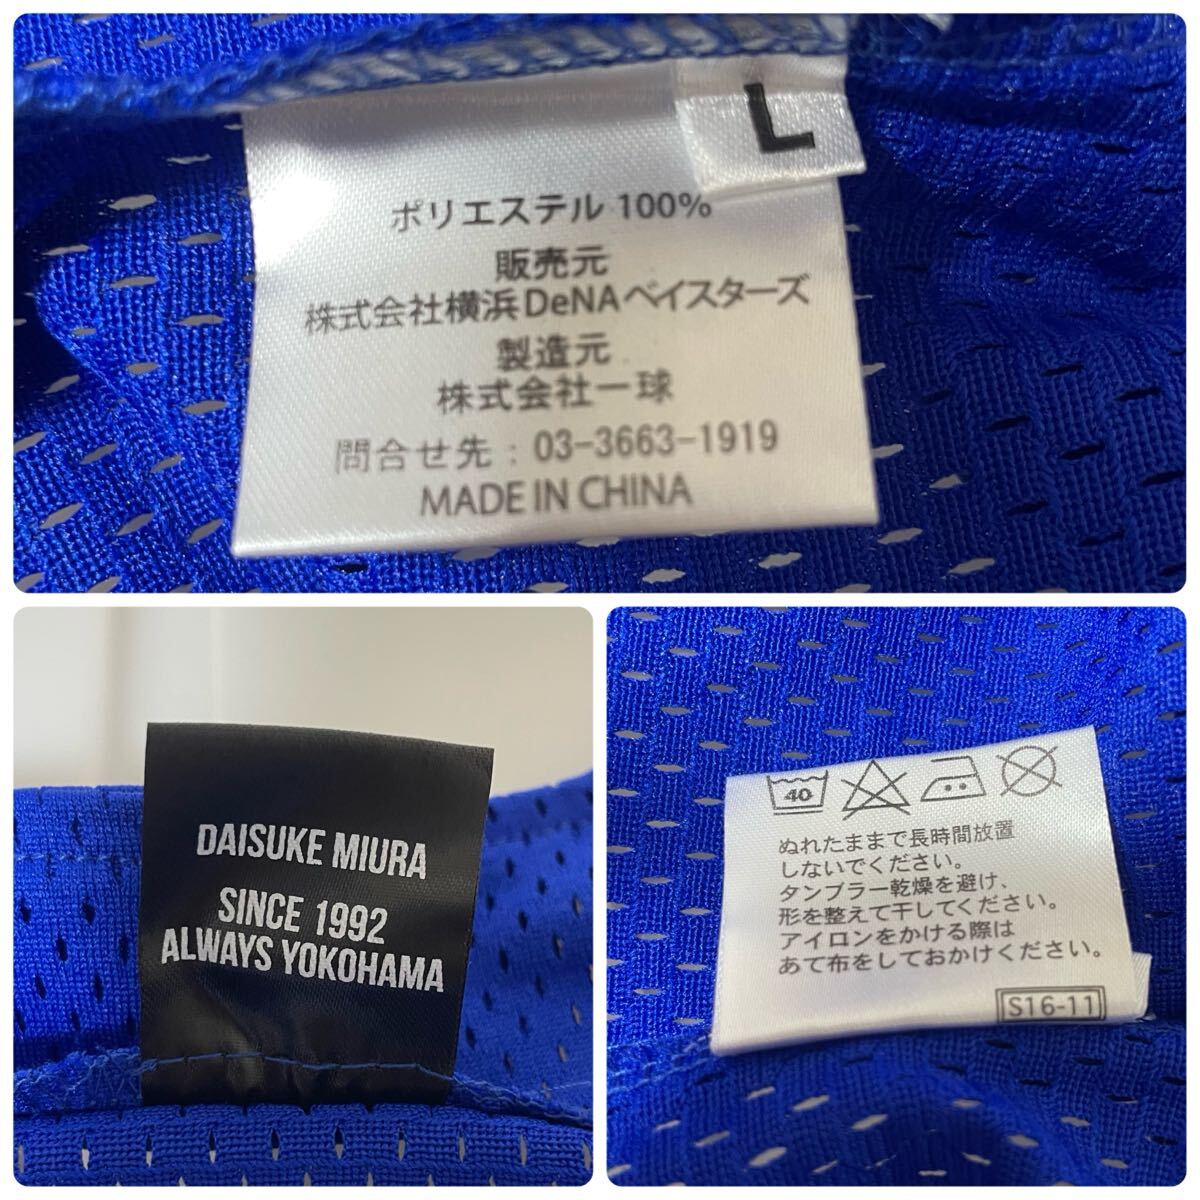 L
ポリエステル 100%
販売元
株式会社横浜DeNAベイスターズ
製造元
株式会社一球
問合せ先：03-3663-1919
MADE IN CHINA
DAISUKE MIURA
SINCE 1992
ALWAYS YOKOHAMA
40
ぬれたままで長時間放置
しないでください。
タンブラー乾燥を避け、
形を整えて干してください。
アイロンをかける際は
あて布をしておかけください。
S16-11